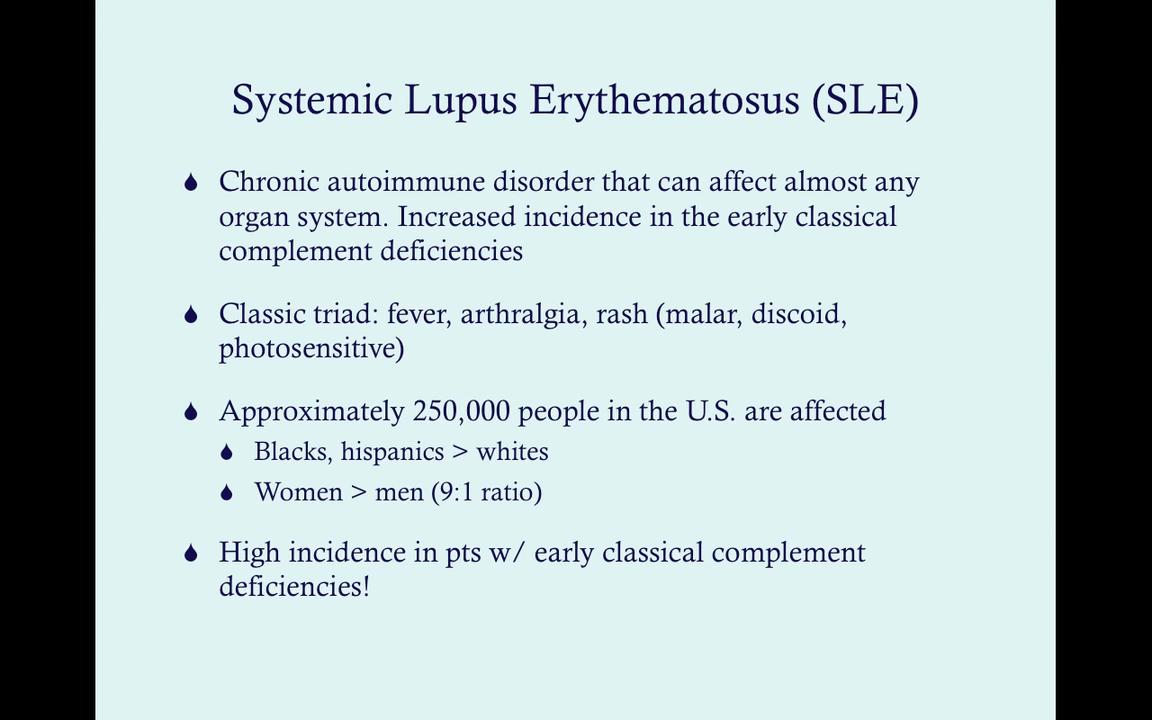 Systemic Lupus Erythematosus (SLE)
Chronic autoimmune disorder that can affect almost any
organ system. Increased incidence in the early classical
complement deficiencies
Classic triad: fever, arthralgia, rash (malar, discoid,
photosensitive)
Approximately 250,000 people in the U.S. are affected
Blacks, hispanics > whites
Women > men (9:1 ratio)
High incidence in pts w/ early classical complement
deficiencies!